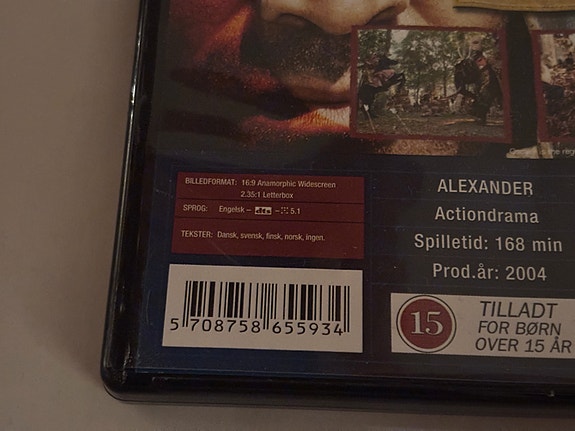 BILLEDFORMAT: 16:9 Anamorphic Widescreen
2.35:1 Letterbox
SPROG: Engelsk - dts - 5.1
TEKSTER: Dansk, svensk, finsk, norsk, ingen.
5 708758 655934
ALEXANDER
Actiondrama
Spilletid: 168 min
Prod.år: 2004
15
TILLADT
FOR BØRN
OVER 15 ÅR